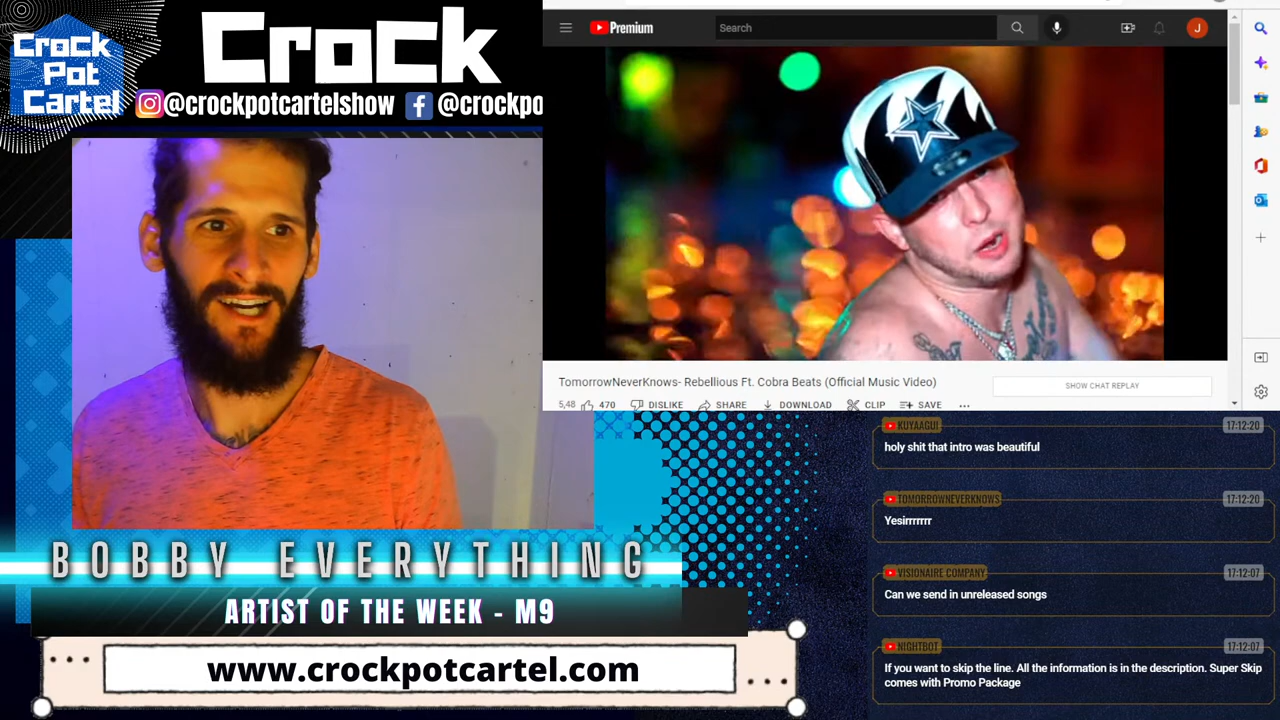 Crock
Pot
Cartel
Crock
@crockpotcartelshow
@crockpo
Premium
Search
J
TomorrowNeverKnows- Rebellious Ft. Cobra Beats (Official Music Video)
SHOW CHAT REPLAY
5,48
470
DISLIKE
SHARE
DOWNLOAD
CLIP
SAVE
KUYAAGUI
17:12:20
holy shit that intro was beautiful
TOMORROWNEVERKNOWS
17:12:20
Yesirrrrrrr
VISIONAIRE COMPANY
17:12:07
Can we send in unreleased songs
NIGHTBOT
17:12:07
If you want to skip the line. All the information is in the description. Super Skip
comes with Promo Package
BOBBY EVERYTHING
ARTIST OF THE WEEK - M9
www.crockpotcartel.com